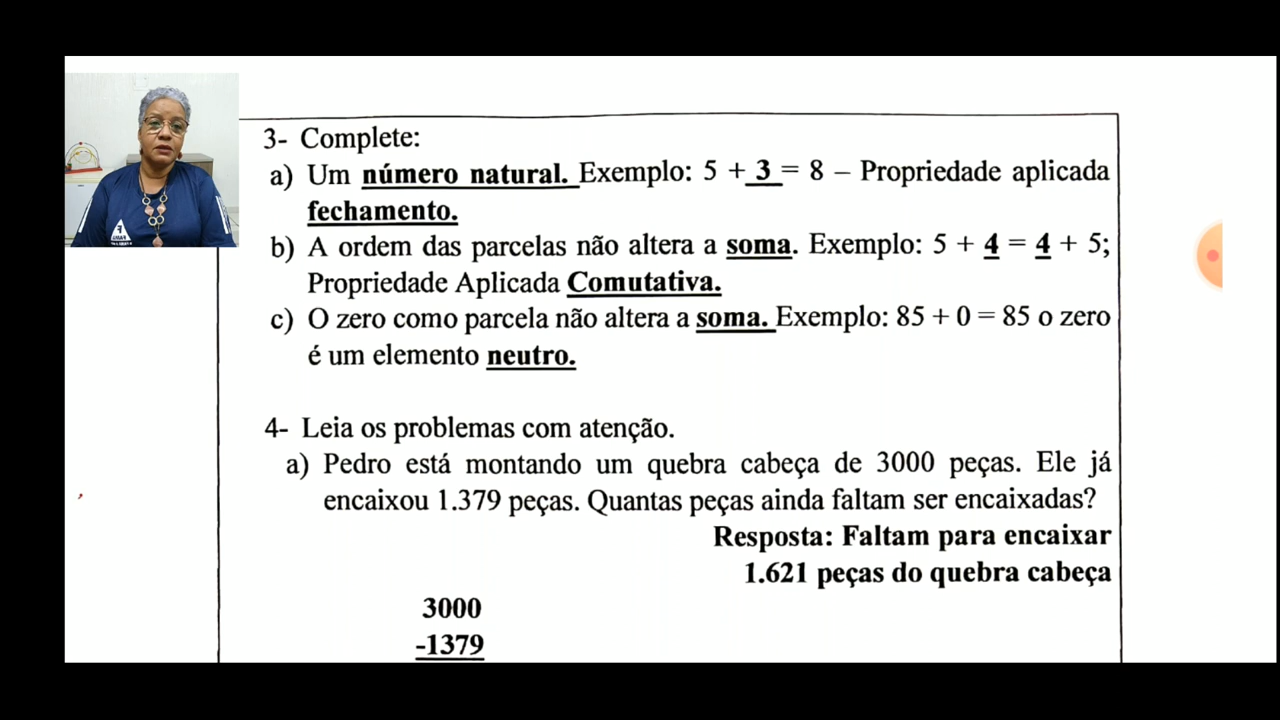 3- Complete:
a) Um número natural. Exemplo: 5 + 3 = 8 – Propriedade aplicada
fechamento.
b) A ordem das parcelas não altera a soma. Exemplo: 5 + 4 = 4 + 5;
Propriedade Aplicada Comutativa.
c) O zero como parcela não altera a soma. Exemplo: 85 + 0 = 85 o zero
é um elemento neutro.
4- Leia os problemas com atenção.
a) Pedro está montando um quebra cabeça de 3000 peças. Ele já
encaixou 1.379 peças. Quantas peças ainda faltam ser encaixadas?
Resposta: Faltam para encaixar
1.621 peças do quebra cabeça
3000
-1379